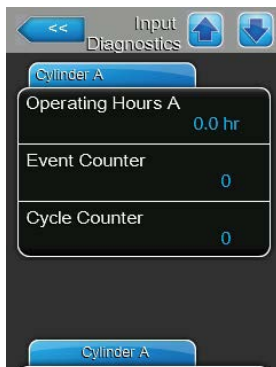 << Input
Diagnostics
Cylinder A
Operating Hours A
0.0 hr
Event Counter
0
Cycle Counter
0
Cylinder A